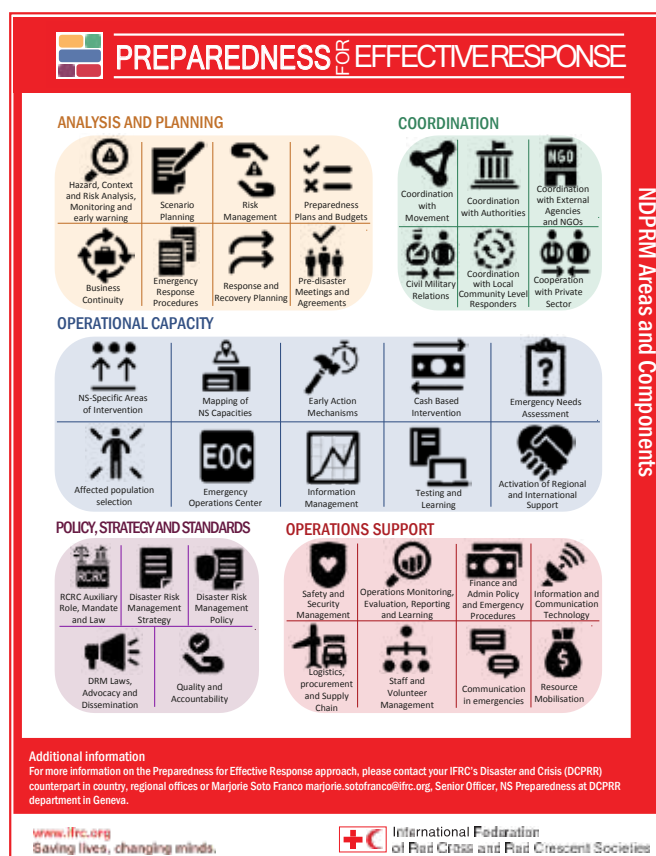 PREPAREDNESS FOR EFFECTIVE RESPONSE
NDPRM Areas and Components
ANALYSIS AND PLANNING
Hazard, Context
and Risk Analysis,
Monitoring and
early warning
Scenario
Planning
Risk
Management
Preparedness
Plans and Budgets
Business
Continuity
Emergency
Response
Procedures
Response and
Recovery Planning
Pre-disaster
Meetings and
Agreements
COORDINATION
Coordination
with
Movement
Coordination
with Authorities
NGO
Coordination
with External
Agencies
and NGOs
Civil Military
Relations
Coordination
with Local
Community Level
Responders
Cooperation
with Private
Sector
OPERATIONAL CAPACITY
NS-Specific Areas
of Intervention
Mapping of
NS Capacities
Early Action
Mechanisms
Cash Based
Intervention
Emergency Needs
Assessment
Affected population
selection
EOC
Emergency
Operations Center
Information
Management
Testing and
Learning
Activation of Regional
and International
Support
POLICY, STRATEGY AND STANDARDS
RCRC
RCRC Auxiliary
Role, Mandate
and Law
Disaster Risk
Management
Strategy
Disaster Risk
Management
Policy
DRM Laws,
Advocacy and
Dissemination
Quality and
Accountability
OPERATIONS SUPPORT
Safety and
Security
Management
Operations Monitoring,
Evaluation, Reporting
and Learning
Finance and
Admin Policy
and Emergency
Procedures
Information and
Communication
Technology
Logistics,
procurement
and Supply
Chain
Staff and
Volunteer
Management
Communication
in emergencies
Resource
Mobilisation
Additional information
For more information on the Preparedness for Effective Response approach, please contact your IFRC's Disaster and Crisis (DCPRR)
counterpart in country, regional offices or Marjorie Soto Franco marjorie.sotofranco@ifrc.org, Senior Officer, NS Preparedness at DCPRR
department in Geneva.
www.ifrc.org
Saving lives, changing minds.
International Federation
of Red Cross and Red Crescent Societies